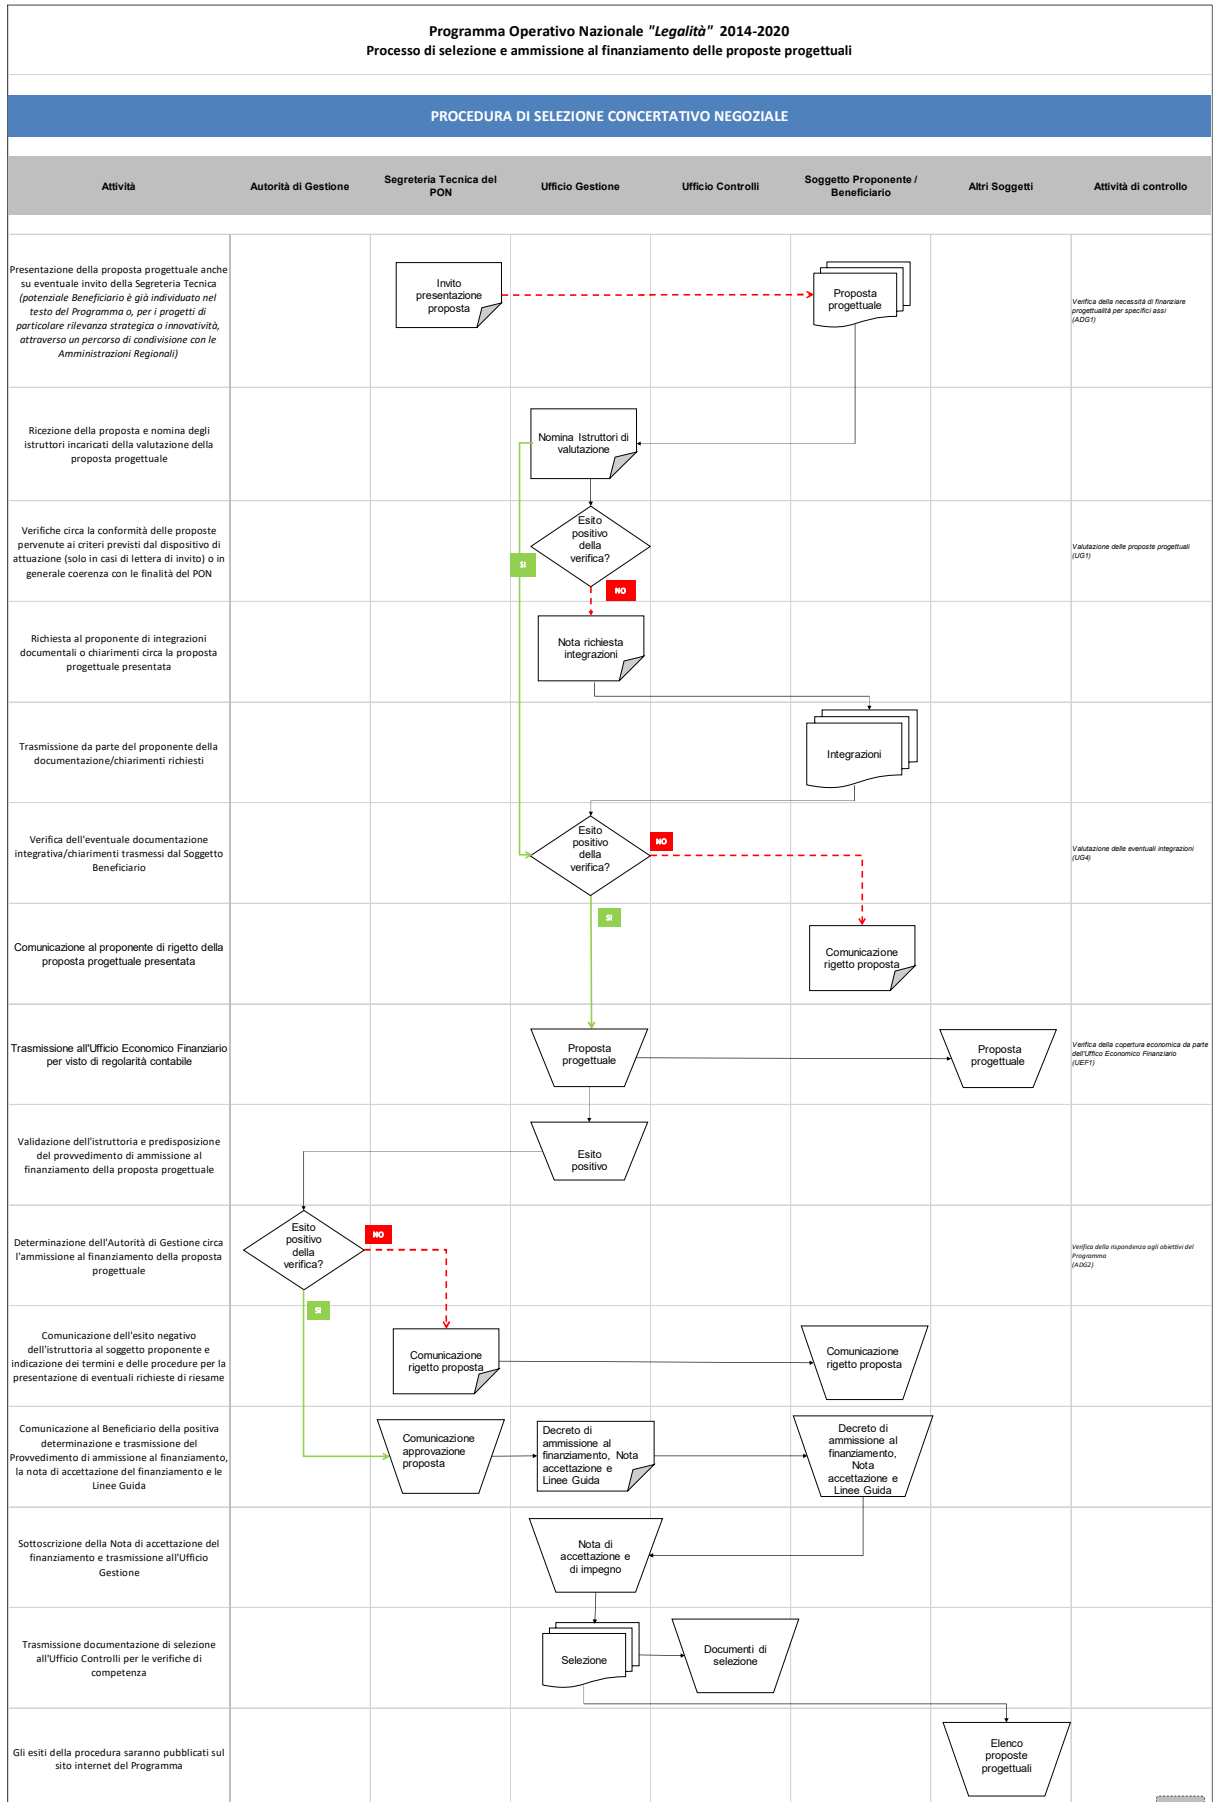 Programma Operativo Nazionale "Legalità" 2014-2020
Processo di selezione e ammissione al finanziamento delle proposte progettuali
PROCEDURA DI SELEZIONE CONCERTATIVO NEGOZIALE
Attività
Autorità di Gestione
Segreteria Tecnica del
PON
Ufficio Gestione
Ufficio Controlli
Soggetto Proponente /
Beneficiario
Altri Soggetti
Attività di controllo
Presentazione della proposta progettuale anche
su eventuale invito della Segreteria Tecnica
(potenziale Beneficiario è già individuato nel
testo del Programma o, per i progetti di
particolare rilevanza strategica o innovatività,
attraverso un percorso di condivisione con le
Amministrazioni Regionali)
Invito
presentazione
proposta
Proposta
progettuale
Verifica della necessità di finanziare
progettualità per specifici assi
(ADG1)
Ricezione della proposta e nomina degli
istruttori incaricati della valutazione della
proposta progettuale
Nomina Istruttori di
valutazione
Verifiche circa la conformità delle proposte
pervenute ai criteri previsti dal dispositivo di
attuazione (solo in casi di lettera di invito) o in
generale coerenza con le finalità del PON
Esito
positivo
della
verifica?
SI
NO
Valutazione delle proposte progettuali
(UG1)
Richiesta al proponente di integrazioni
documentali o chiarimenti circa la proposta
progettuale presentata
Nota richiesta
integrazioni
Trasmissione da parte del proponente della
documentazione/chiarimenti richiesti
Integrazioni
Verifica dell'eventuale documentazione
integrativa/chiarimenti trasmessi dal Soggetto
Beneficiario
Esito
positivo
della
verifica?
NO
SI
Valutazione delle eventuali integrazioni
(UG4)
Comunicazione al proponente di rigetto della
proposta progettuale presentata
Comunicazione
rigetto proposta
Trasmissione all'Ufficio Economico Finanziario
per visto di regolarità contabile
Proposta
progettuale
Proposta
progettuale
Verifica della copertura economica da parte
dell'Uffico Economico Finanziario
(UEF1)
Validazione dell'istruttoria e predisposizione
del provvedimento di ammissione al
finanziamento della proposta progettuale
Esito
positivo
Determinazione dell'Autorità di Gestione circa
l'ammissione al finanziamento della proposta
progettuale
Esito
positivo
della
verifica?
NO
SI
Verifica della rispondenza agli obiettivi del
Programma
(ADG2)
Comunicazione dell'esito negativo
dell'istruttoria al soggetto proponente e
indicazione dei termini e delle procedure per la
presentazione di eventuali richieste di riesame
Comunicazione
rigetto proposta
Comunicazione
rigetto proposta
Comunicazione al Beneficiario della positiva
determinazione e trasmissione del
Provvedimento di ammissione al finanziamento,
la nota di accettazione del finanziamento e le
Linee Guida
Comunicazione
approvazione
proposta
Decreto di
ammissione al
finanziamento, Nota
accettazione e
Linee Guida
Decreto di
ammissione al
finanziamento,
Nota
accettazione e
Linee Guida
Sottoscrizione della Nota di accettazione del
finanziamento e trasmissione all'Ufficio
Gestione
Nota di
accettazione e
di impegno
Trasmissione documentazione di selezione
all'Ufficio Controlli per le verifiche di
competenza
Selezione
Documenti di
selezione
Gli esiti della procedura saranno pubblicati sul
sito internet del Programma
Elenco
proposte
progettuali